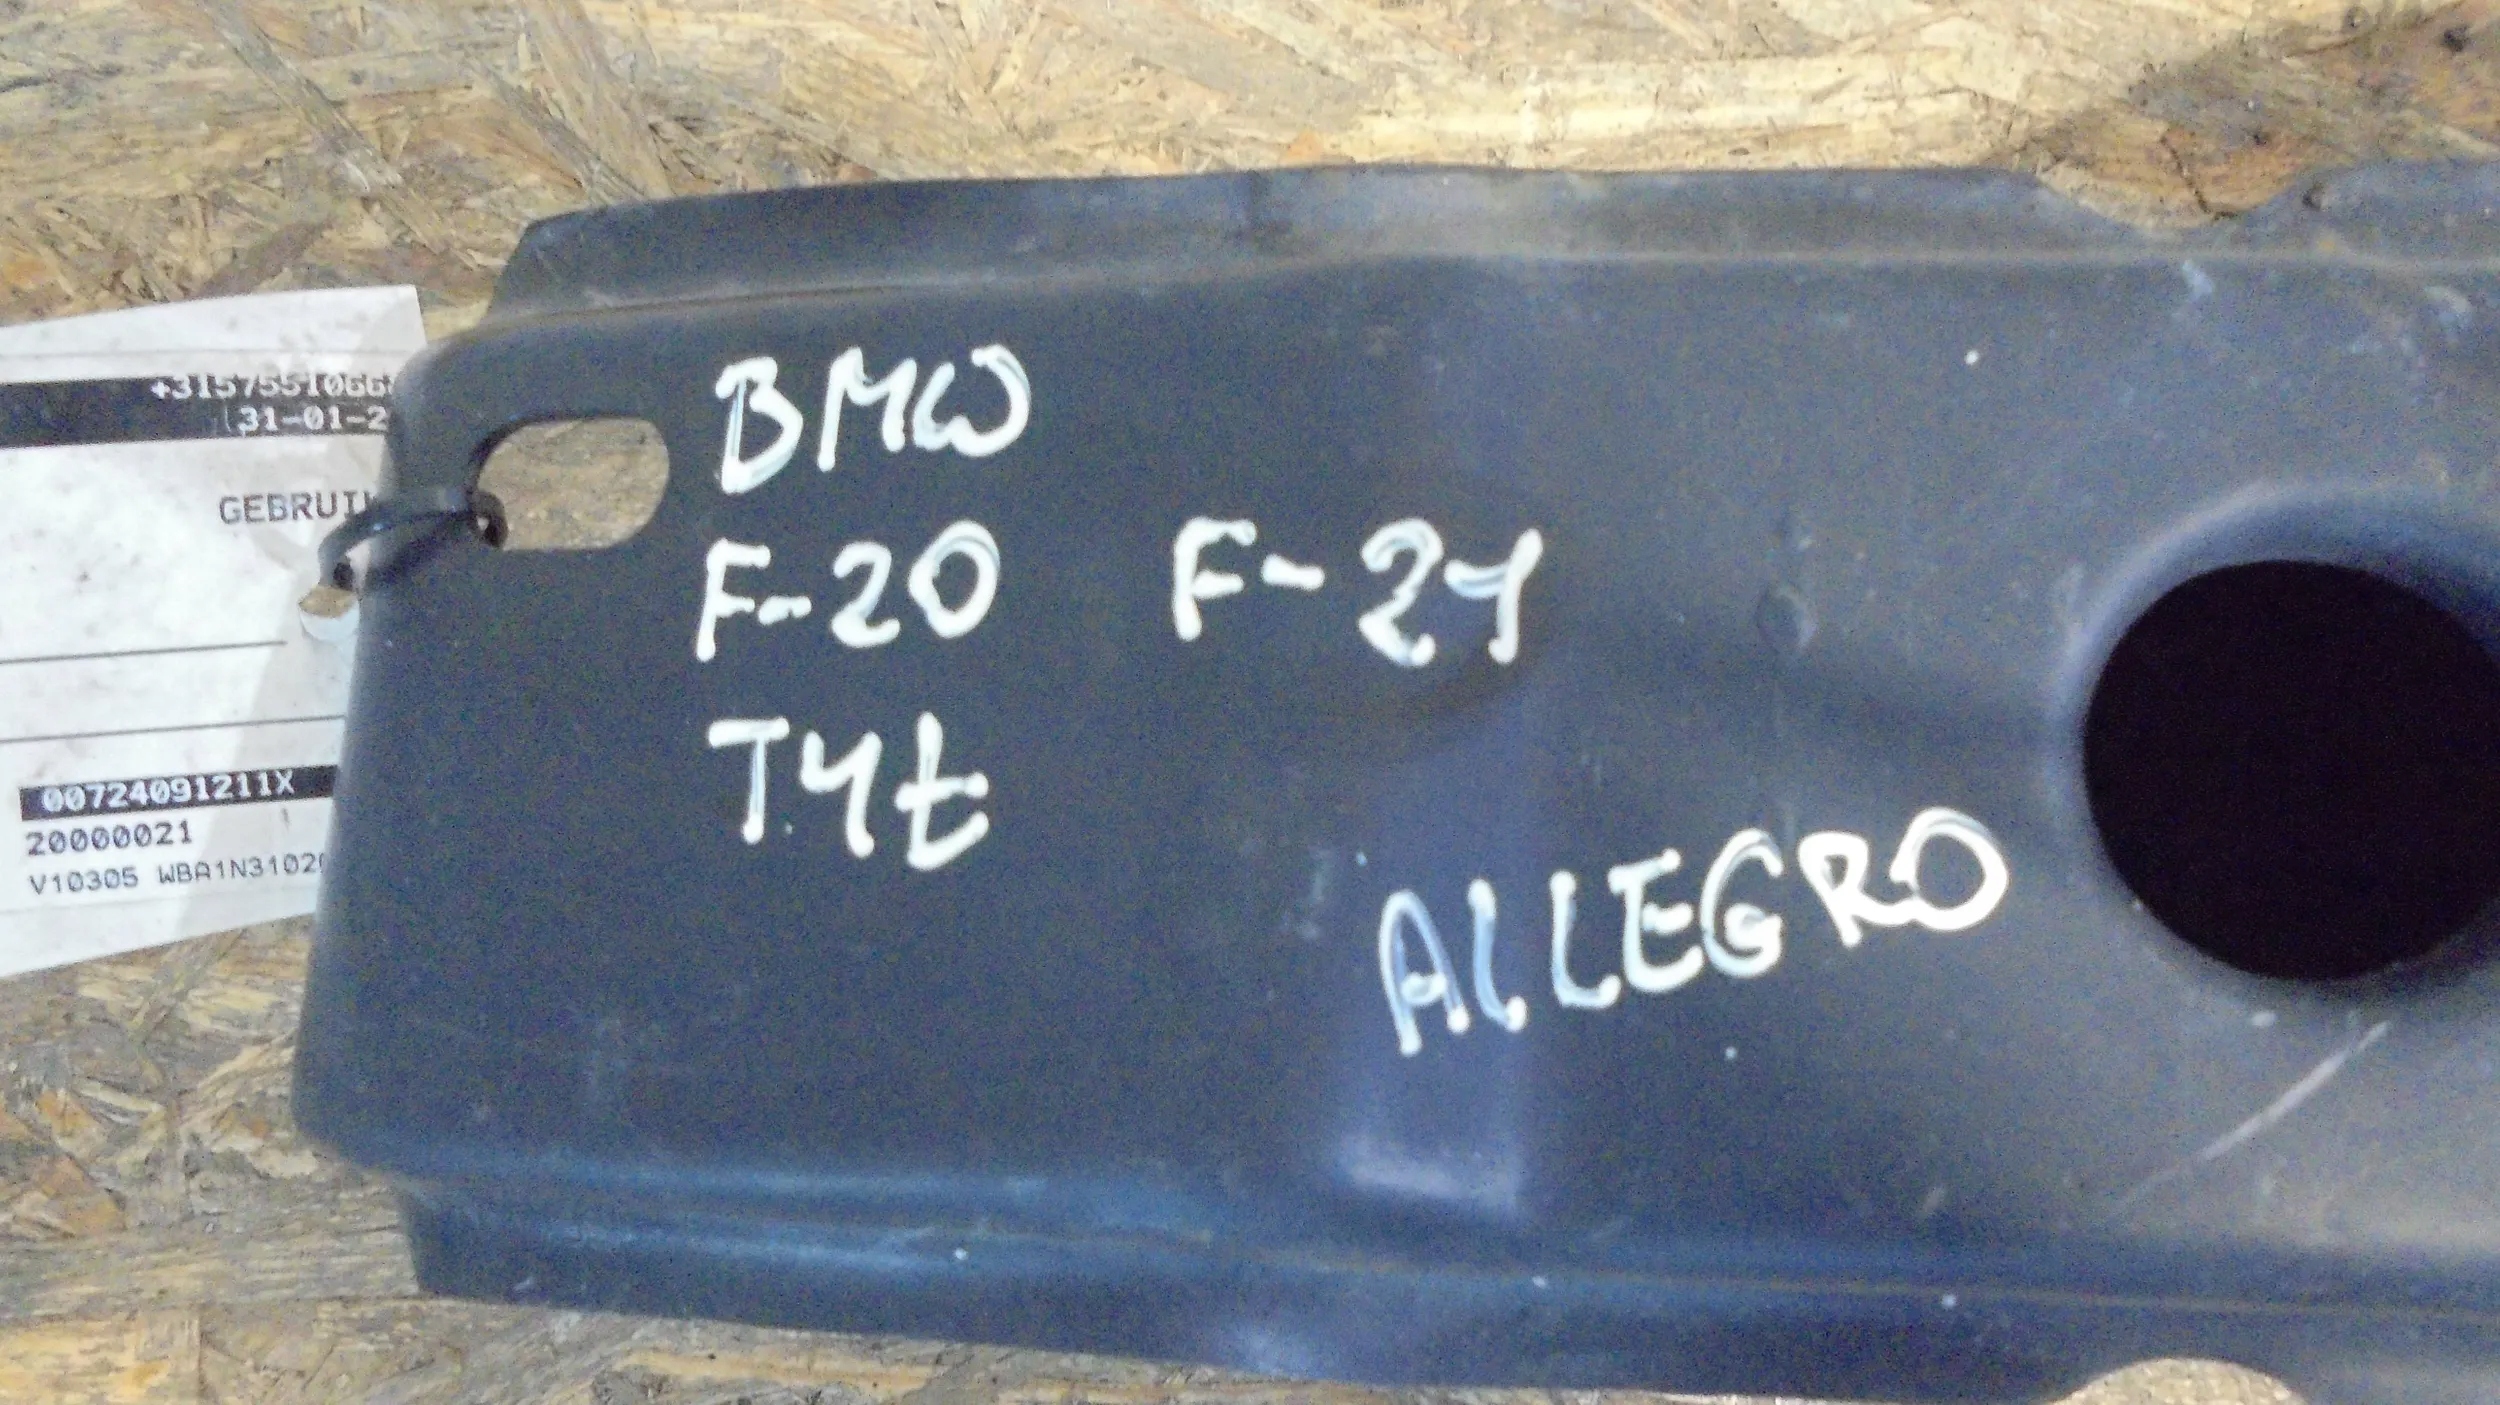 +3157551066
31-01-2
GEBRUI
00724091211X
20000021
V10305 WBA1N3102
BMW
F-20 F-21
TYŁ
ALLEGRO